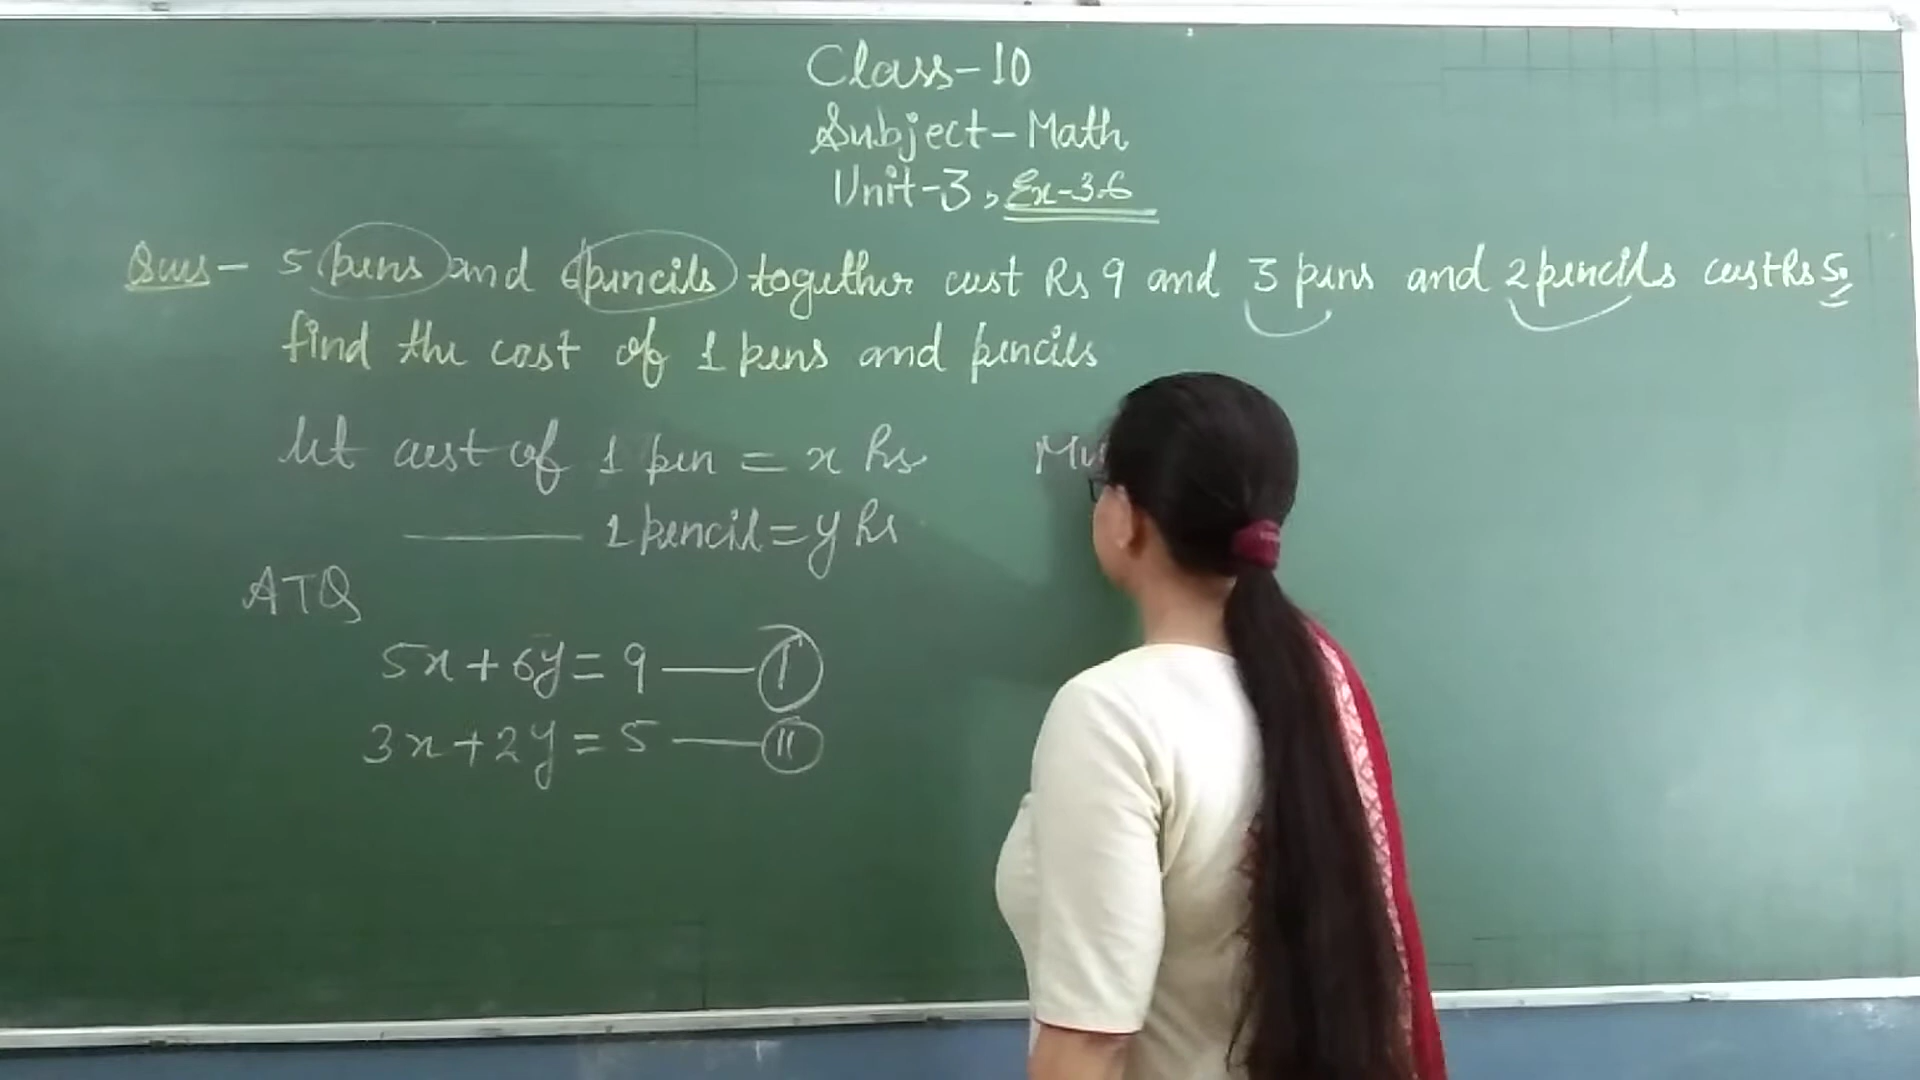 Class-10
Subject-Math
Unit-3, Ex-3.6
Ques- 5 pens and 6 pencils together cost Rs 9 and 3 pens and 2 pencils cost Rs 5.
find the cost of 1 pens and pencils
let cost of 1 pen = x Rs
1 pencil = y Rs
ATQ
5x+6y=9 — I
3x+2y=5 — II